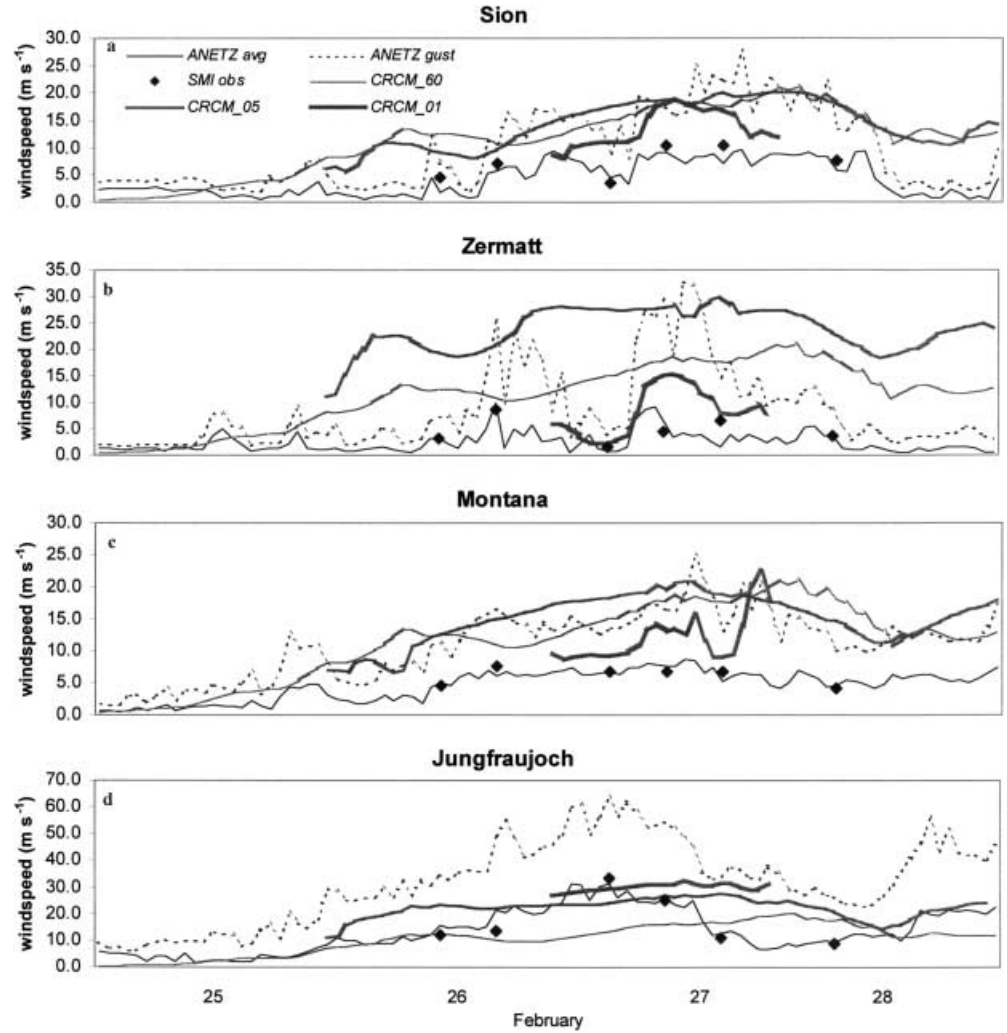 Sion
a
ANETZ avg
ANETZ gust
SMI obs
CRCM_60
CRCM_05
CRCM_01
windspeed (m s⁻¹)
30.0
25.0
20.0
15.0
10.0
5.0
0.0
Zermatt
b
windspeed (m s⁻¹)
35.0
30.0
25.0
20.0
15.0
10.0
5.0
0.0
Montana
c
windspeed (m s⁻¹)
30.0
25.0
20.0
15.0
10.0
5.0
0.0
Jungfraujoch
d
windspeed (m s⁻¹)
70.0
60.0
50.0
40.0
30.0
20.0
10.0
0.0
25 26 27 28
February